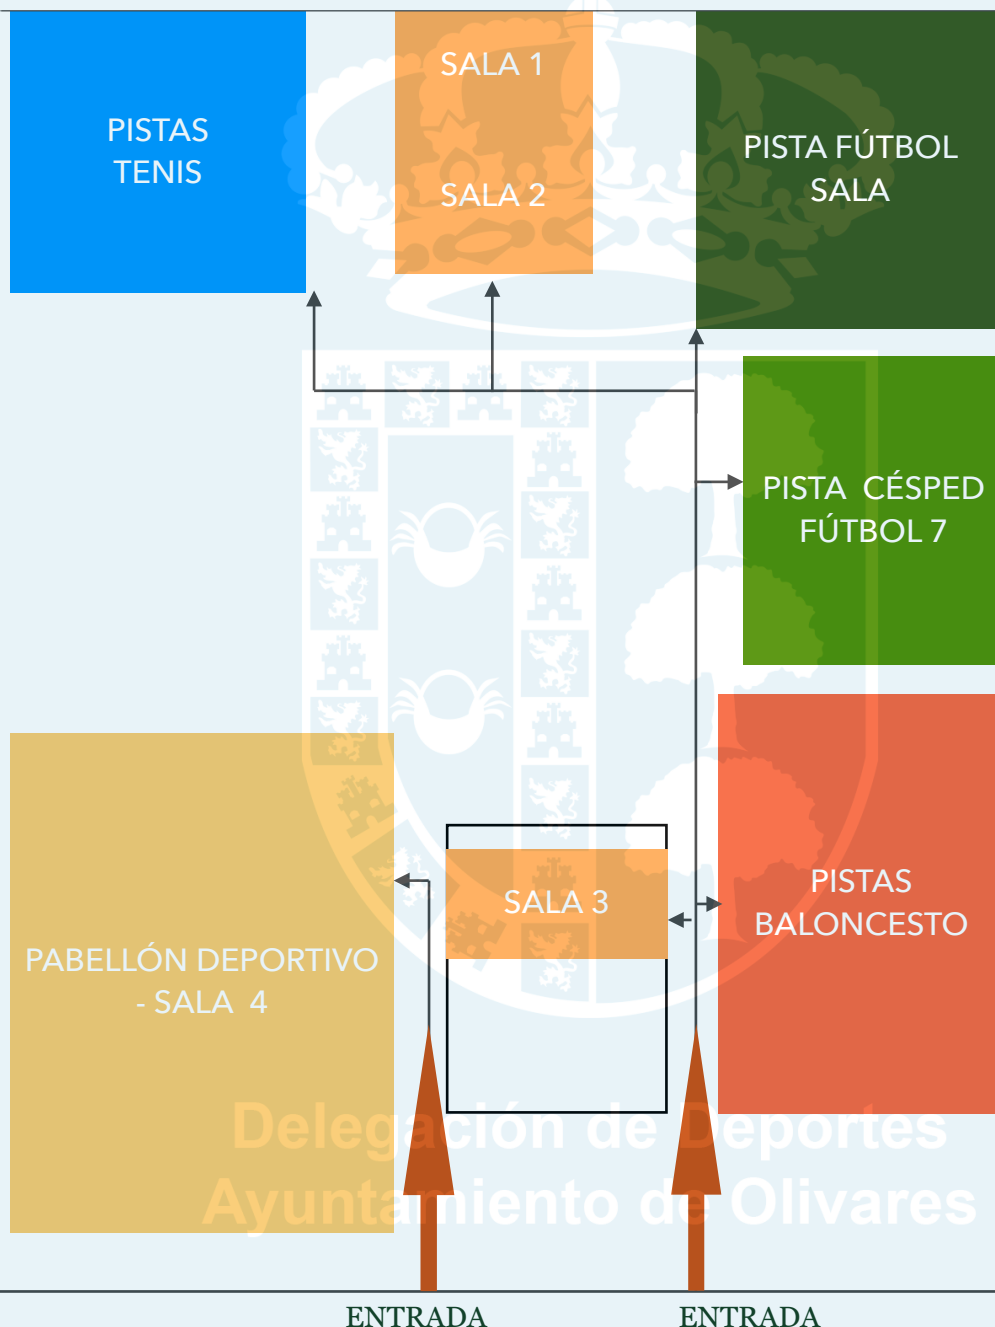 PISTAS
TENIS
SALA 1
SALA 2
PISTA FÚTBOL
SALA
PISTA CÉSPED
FÚTBOL 7
PISTAS
BALONCESTO
SALA 3
PABELLÓN DEPORTIVO
- SALA 4
Delegación de Deportes
Ayuntamiento de Olivares
ENTRADA
ENTRADA